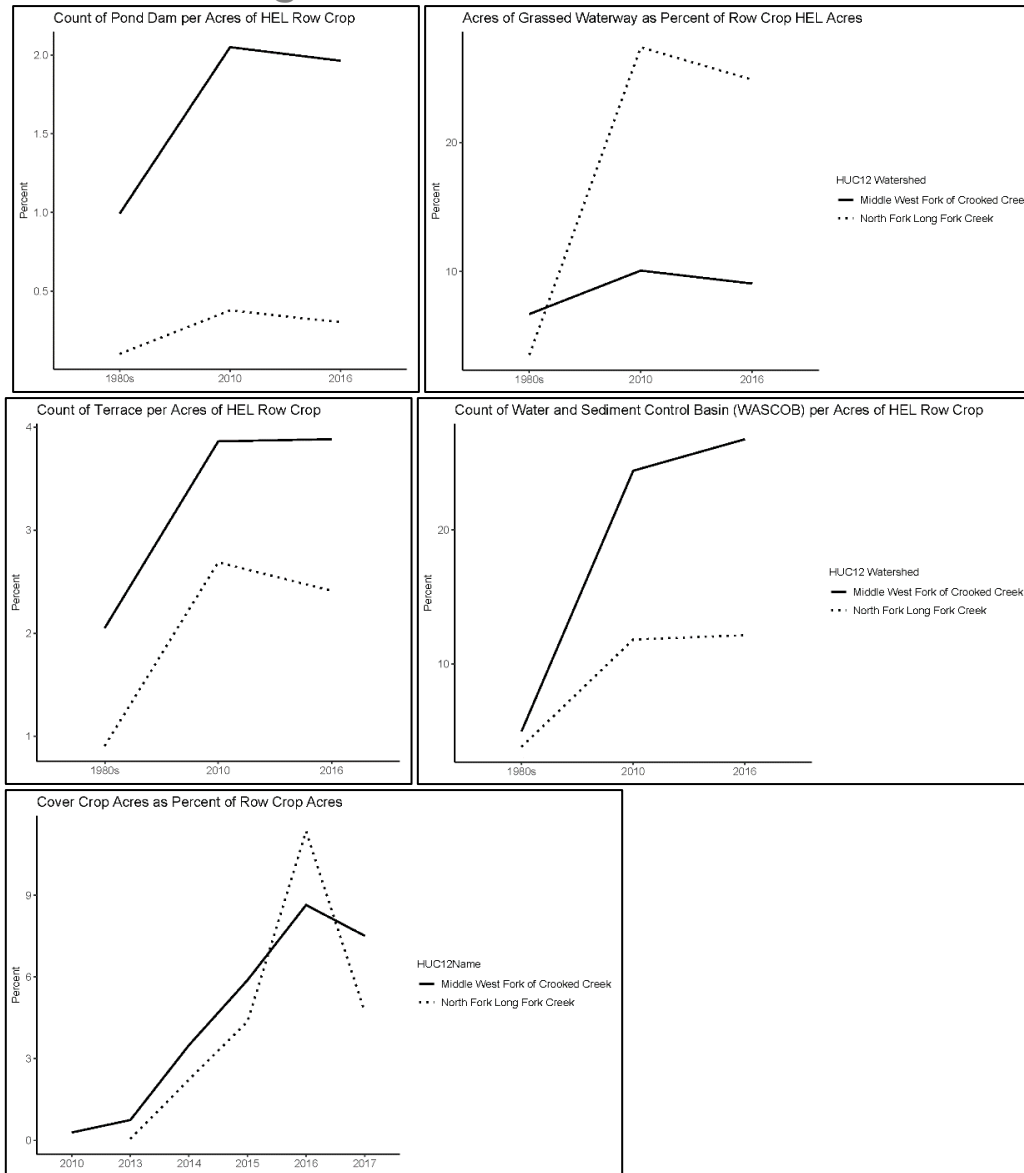 Count of Pond Dam per Acres of HEL Row Crop
2.0
1.5
1.0
0.5
Percent
1980s 2010 2016
Acres of Grassed Waterway as Percent of Row Crop HEL Acres
20
10
Percent
1980s 2010 2016
HUC12 Watershed
Middle West Fork of Crooked Cree
North Fork Long Fork Creek
Count of Terrace per Acres of HEL Row Crop
4
3
2
1
Percent
1980s 2010 2016
Count of Water and Sediment Control Basin (WASCOB) per Acres of HEL Row Crop
20
10
Percent
1980s 2010 2016
HUC12 Watershed
Middle West Fork of Crooked Creek
North Fork Long Fork Creek
Cover Crop Acres as Percent of Row Crop Acres
9
6
3
0
Percent
2010 2013 2014 2015 2016 2017
HUC12Name
Middle West Fork of Crooked Creek
North Fork Long Fork Creek